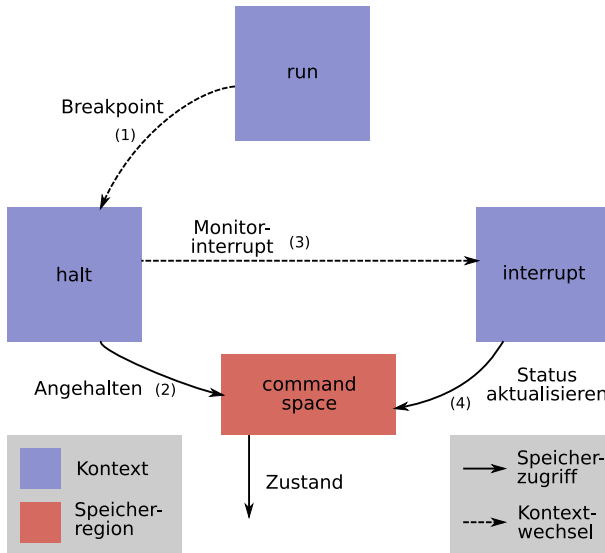 run
Breakpoint
(1)
Monitor-
interrupt (3)
halt
interrupt
Angehalten (2)
command
space
Status
aktualisieren
(4)
Zustand
Kontext
Speicher-
region
Speicher-
zugriff
Kontext-
wechsel